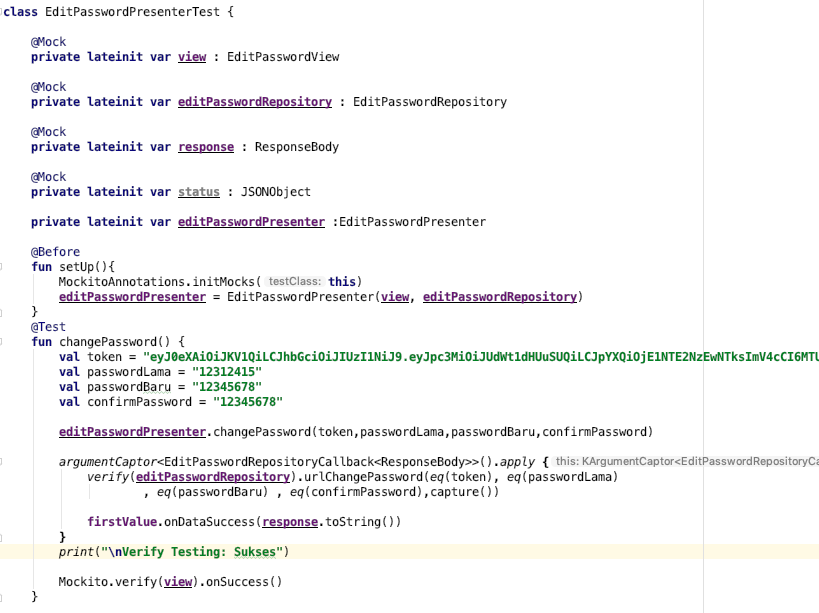 class EditPasswordPresenterTest {
@Mock
private lateinit var view : EditPasswordView
@Mock
private lateinit var editPasswordRepository : EditPasswordRepository
@Mock
private lateinit var response : ResponseBody
@Mock
private lateinit var status : JSONObject
private lateinit var editPasswordPresenter :EditPasswordPresenter
@Before
fun setUp(){
MockitoAnnotations.initMocks( testClass: this)
editPasswordPresenter = EditPasswordPresenter(view, editPasswordRepository)
}
@Test
fun changePassword() {
val token = "eyJ0eXAiOiJKV1QiLCJhbGciOiJIUzI1NiJ9.eyJpc3MiOiJUdWt1dHUuSUQiLCJpYXQiOjE1NTE2NzEwNTksImV4cCI6MTU
val passwordLama = "12312415"
val passwordBaru = "12345678"
val confirmPassword = "12345678"
editPasswordPresenter.changePassword(token,passwordLama,passwordBaru,confirmPassword)
argumentCaptor<EditPasswordRepositoryCallback<ResponseBody>>().apply { this: KArgumentCaptor<EditPasswordRepositoryCa
verify(editPasswordRepository).urlChangePassword(eq(token), eq(passwordLama)
, eq(passwordBaru) , eq(confirmPassword),capture())
firstValue.onDataSuccess(response.toString())
}
print("\nVerify Testing: Sukses")
Mockito.verify(view).onSuccess()
}